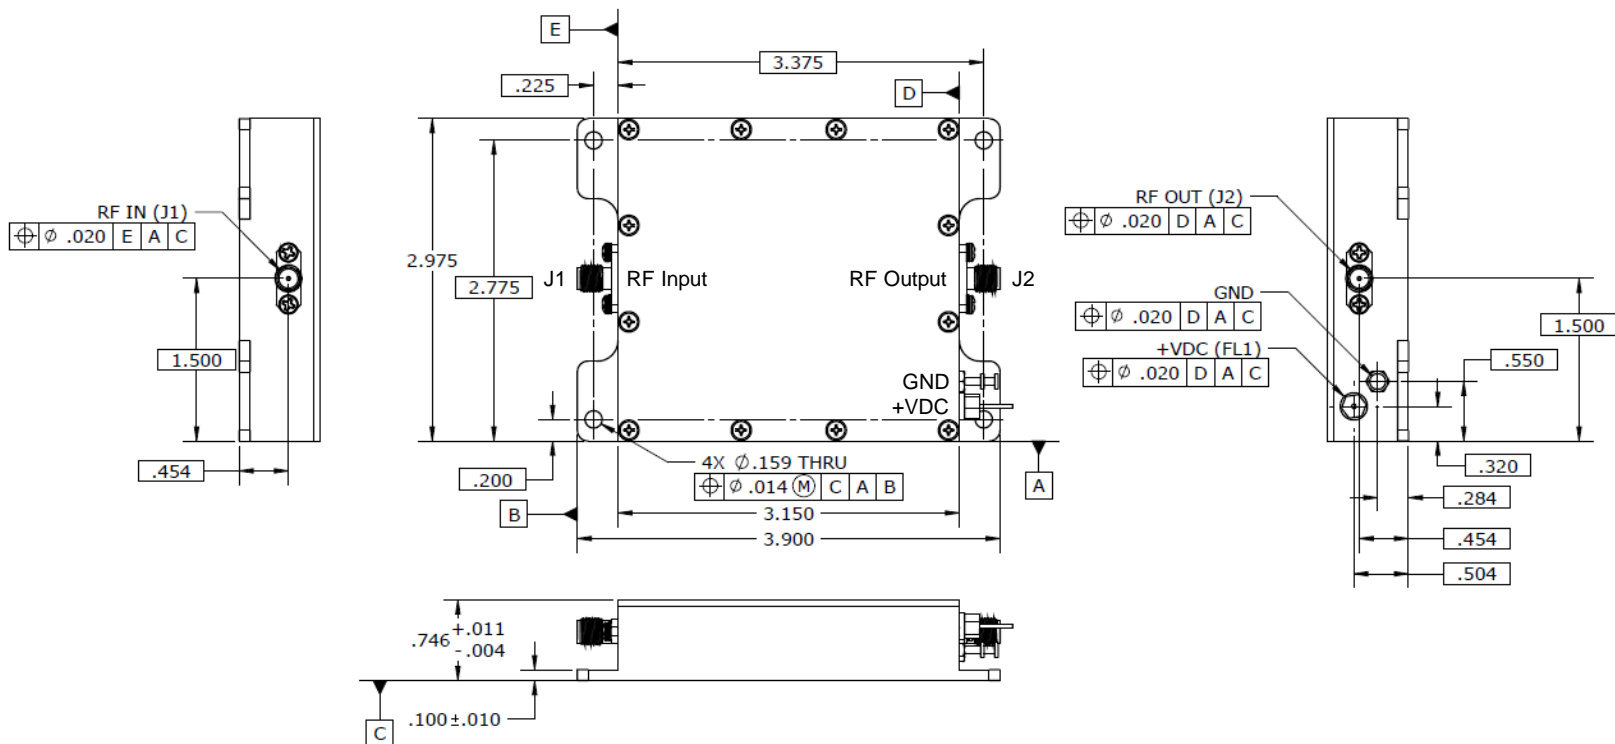 E
3.375
.225
D
RF IN (J1)
⌖ ⌀ .020 E A C
2.975
2.775
J1
RF Input
RF Output
J2
GND
+VDC
4X ⌀.159 THRU
⌖ ⌀ .014 Ⓜ C A B
.200
B
A
3.150
3.900
1.500
.454
RF OUT (J2)
⌖ ⌀ .020 D A C
GND
⌖ ⌀ .020 D A C
+VDC (FL1)
⌖ ⌀ .020 D A C
1.500
.550
.320
.284
.454
.504
.746 +.011
-.004
.100±.010
C